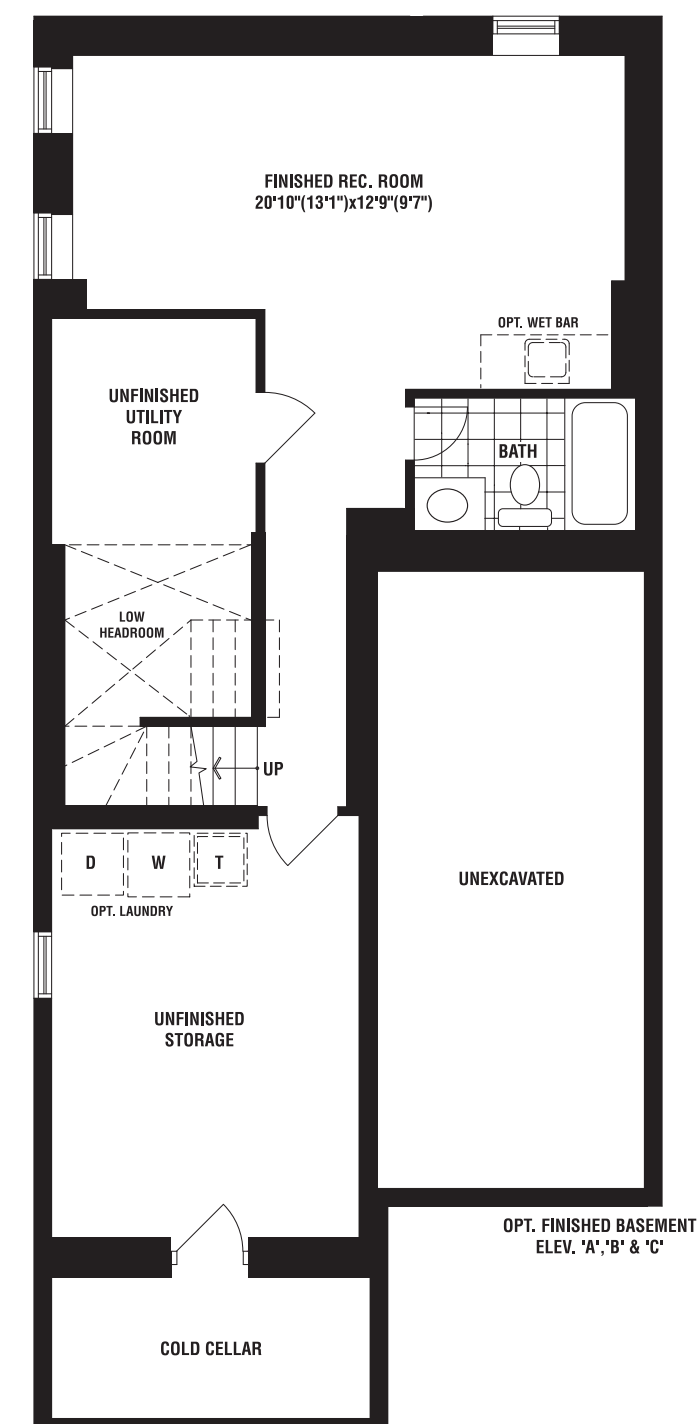 FINISHED REC. ROOM
20'10"(13'1")x12'9"(9'7")
OPT. WET BAR
UNFINISHED
UTILITY
ROOM
BATH
LOW
HEADROOM
UP
D W T
OPT. LAUNDRY
UNEXCAVATED
UNFINISHED
STORAGE
OPT. FINISHED BASEMENT
ELEV. 'A','B' & 'C'
COLD CELLAR